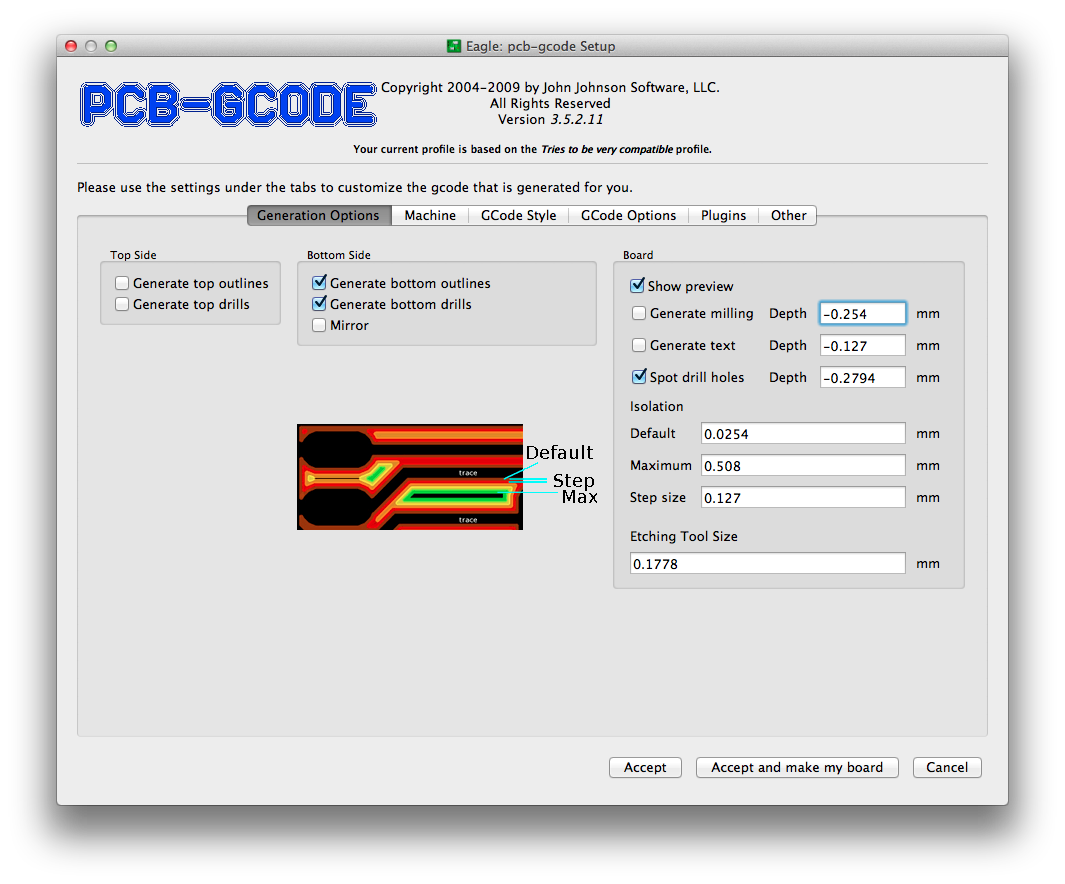 Eagle: pcb-gcode Setup
PCB-GCODE
Copyright 2004-2009 by John Johnson Software, LLC.
All Rights Reserved
Version 3.5.2.11
Your current profile is based on the Tries to be very compatible profile.
Please use the settings under the tabs to customize the gcode that is generated for you.
Generation Options Machine GCode Style GCode Options Plugins Other
Top Side
Generate top outlines
Generate top drills
Bottom Side
Generate bottom outlines
Generate bottom drills
Mirror
trace
Default
Step
Max
trace
Board
Show preview
Generate milling Depth -0.254 mm
Generate text Depth -0.127 mm
Spot drill holes Depth -0.2794 mm
Isolation
Default 0.0254 mm
Maximum 0.508 mm
Step size 0.127 mm
Etching Tool Size
0.1778 mm
Accept Accept and make my board Cancel